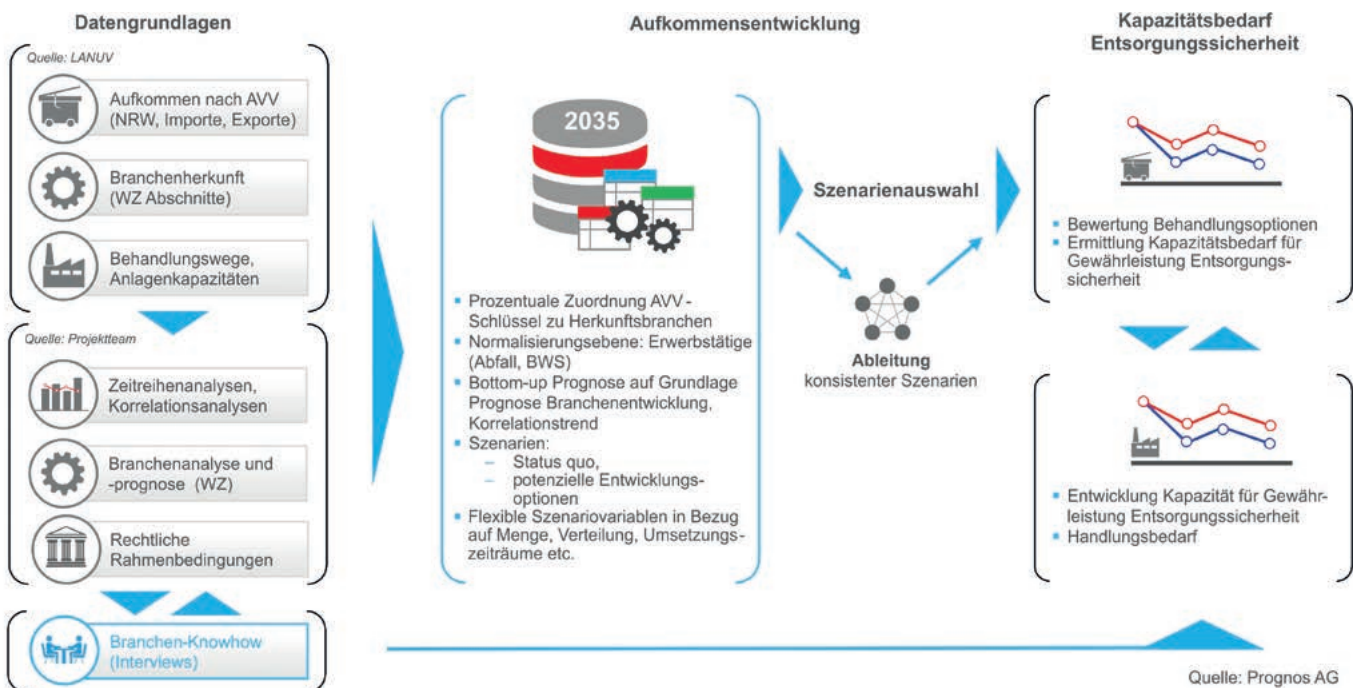 Datengrundlagen
Quelle: LANUV
Aufkommen nach AVV
(NRW, Importe, Exporte)
Branchenherkunft
(WZ Abschnitte)
Behandlungswege,
Anlagenkapazitäten
Quelle: Projektteam
Zeitreihenanalysen,
Korrelationsanalysen
Branchenanalyse und
-prognose (WZ)
Rechtliche
Rahmenbedingungen
Branchen-Knowhow
(Interviews)
Aufkommensentwicklung
2035
▪ Prozentuale Zuordnung AVV -
Schlüssel zu Herkunftsbranchen
▪ Normalisierungsebene: Erwerbstätige
(Abfall, BWS)
▪ Bottom-up Prognose auf Grundlage
Prognose Branchenentwicklung,
Korrelationstrend
▪ Szenarien:
– Status quo,
– potenzielle Entwicklungs-
optionen
▪ Flexible Szenariovariablen in Bezug
auf Menge, Verteilung, Umsetzungs-
zeiträume etc.
Szenarienauswahl
Ableitung
konsistenter Szenarien
Kapazitätsbedarf
Entsorgungssicherheit
▪ Bewertung Behandlungsoptionen
▪ Ermittlung Kapazitätsbedarf für
Gewährleistung Entsorgungs-
sicherheit
▪ Entwicklung Kapazität für Gewähr-
leistung Entsorgungssicherheit
▪ Handlungsbedarf
Quelle: Prognos AG